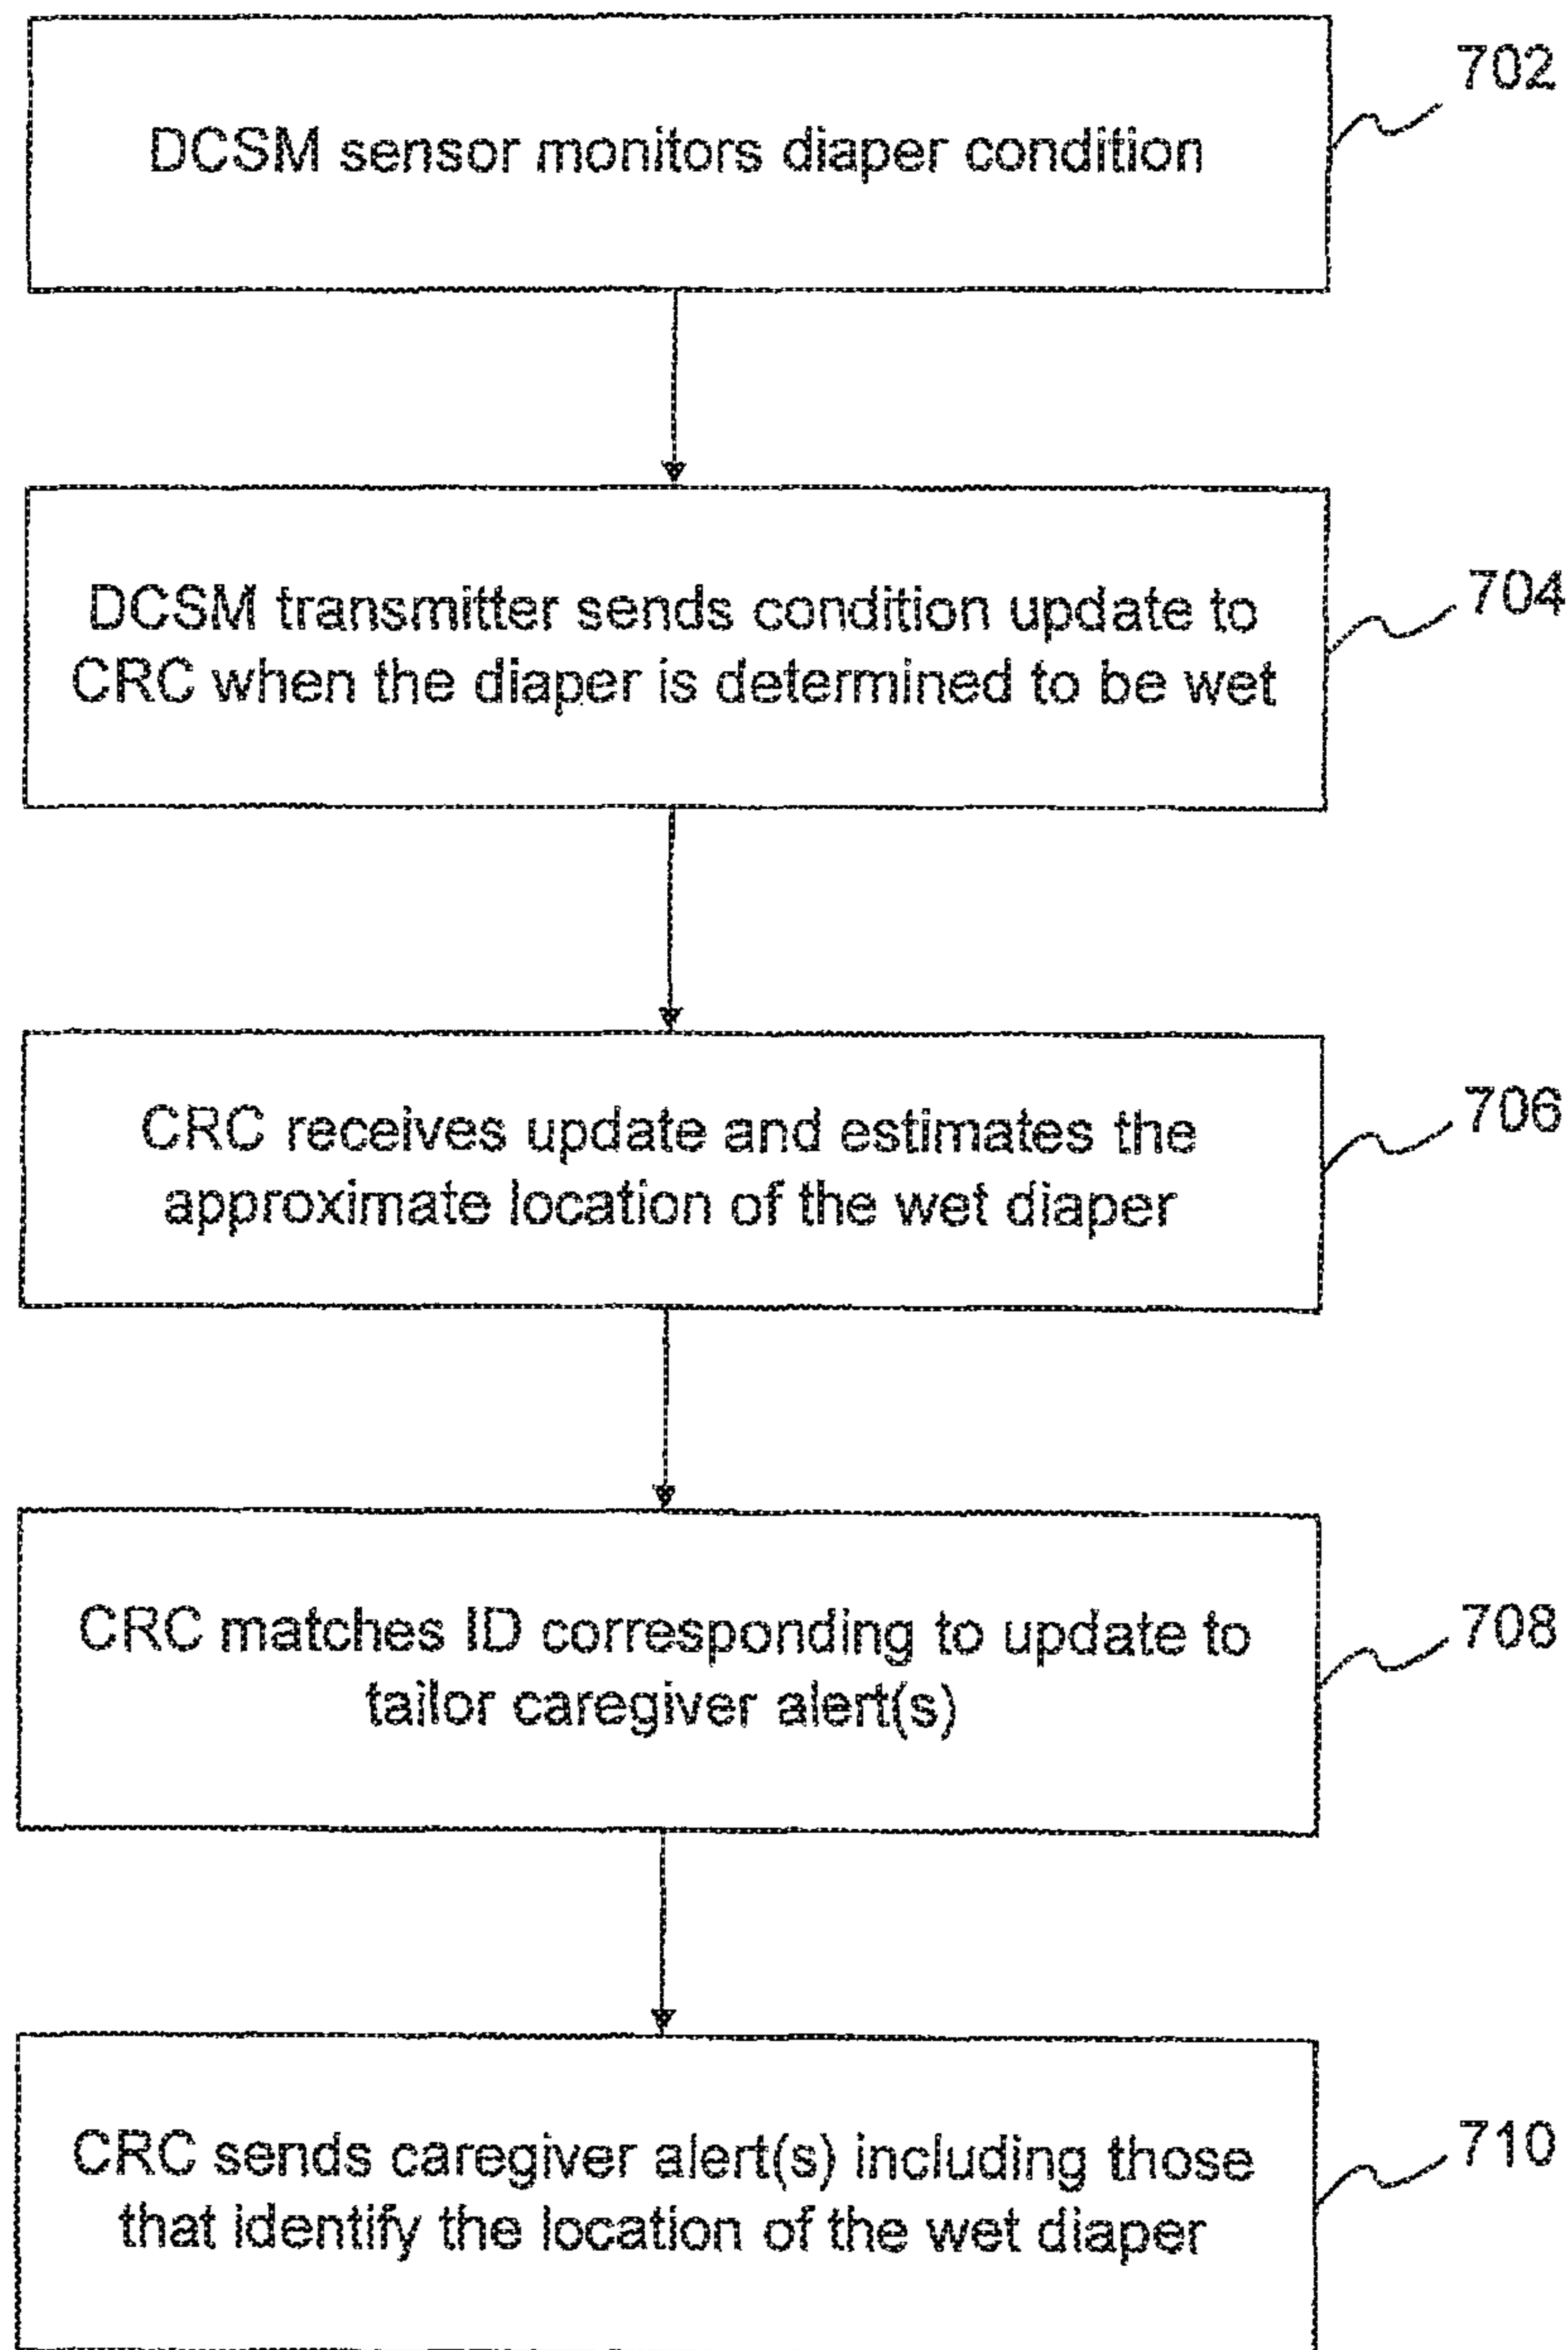 DCSM sensor monitors diaper condition
702
DCSM transmitter sends condition update to
CRC when the diaper is determined to be wet
704
CRC receives update and estimates the
approximate location of the wet diaper
706
CRC matches ID corresponding to update to
tailor caregiver alert(s)
708
CRC sends caregiver alert(s) including those
that identify the location of the wet diaper
710